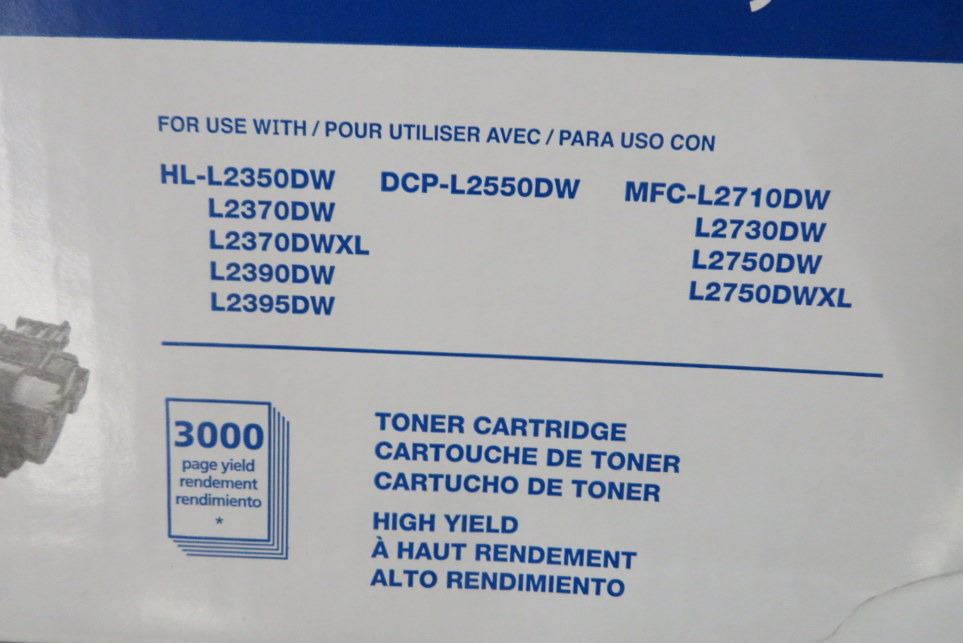 FOR USE WITH / POUR UTILISER AVEC / PARA USO CON
HL-L2350DW DCP-L2550DW MFC-L2710DW
L2370DW L2730DW
L2370DWXL L2750DW
L2390DW L2750DWXL
L2395DW
3000
page yield
rendement
rendimiento
*
TONER CARTRIDGE
CARTOUCHE DE TONER
CARTUCHO DE TONER
HIGH YIELD
À HAUT RENDEMENT
ALTO RENDIMIENTO